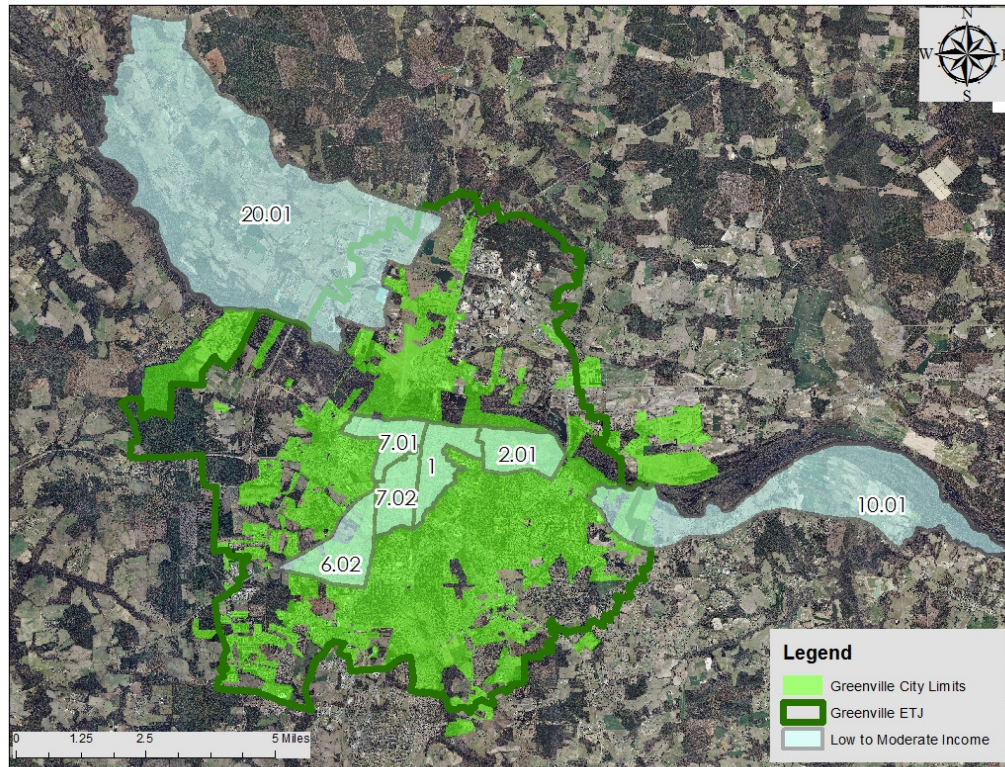 N
W E
S
20.01
7.01
1
2.01
7.02
10.01
6.02
Legend
Greenville City Limits
Greenville ETJ
Low to Moderate Income
0 1.25 2.5 5 Miles